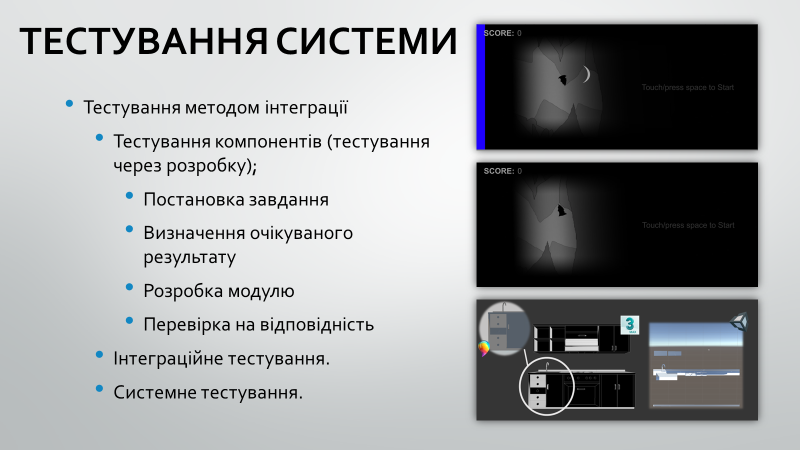 ТЕСТУВАННЯ СИСТЕМИ
Тестування методом інтеграції
Тестування компонентів (тестування
через розробку);
Постановка завдання
Визначення очікуваного
результату
Розробка модулю
Перевірка на відповідність
Інтеграційне тестування.
Системне тестування.
SCORE: 0
Touch/press space to Start
SCORE: 0
Touch/press space to Start
3